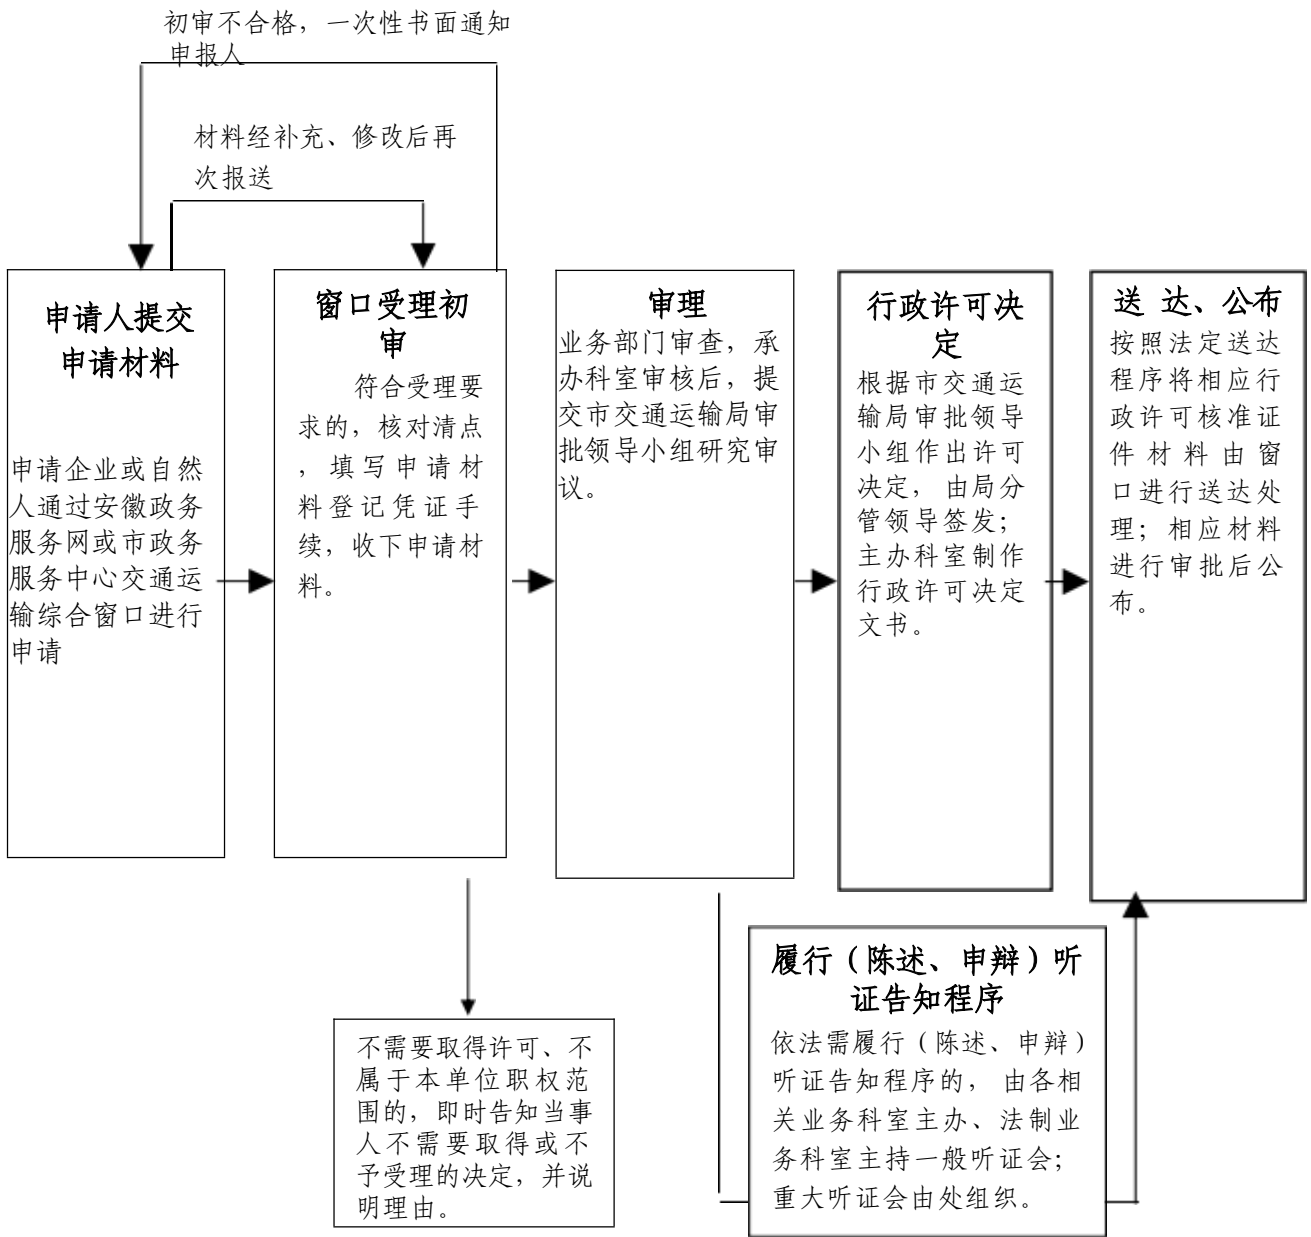 初审不合格，一次性书面通知
申报人
材料经补充、修改后再
次报送
申请人提交
申请材料
申请企业或自然
人通过安徽政务
服务网或市政务
服务中心交通运
输综合窗口进行
申请
窗口受理初
审
符合受理要
求的，核对清点
，填写申请材
料登记凭证手
续，收下申请材
料。
审理
业务部门审查，承
办科室审核后，提
交市交通运输局审
批领导小组研究审
议。
行政许可决
定
根据市交通运
输局审批领导
小组作出许可
决定，由局分
管领导签发；
主办科室制作
行政许可决定
文书。
送 达、公布
按照法定送达
程序将相应行
政许可核准证
件材料由窗
口进行送达处
理；相应材料
进行审批后公
布。
不需要取得许可、不
属于本单位职权范
围的，即时告知当事
人不需要取得或不
予受理的决定，并说
明理由。
履行（陈述、申辩）听
证告知程序
依法需履行（陈述、申辩）
听证告知程序的，由各相
关业务科室主办、法制业
务科室主持一般听证会；
重大听证会由处组织。